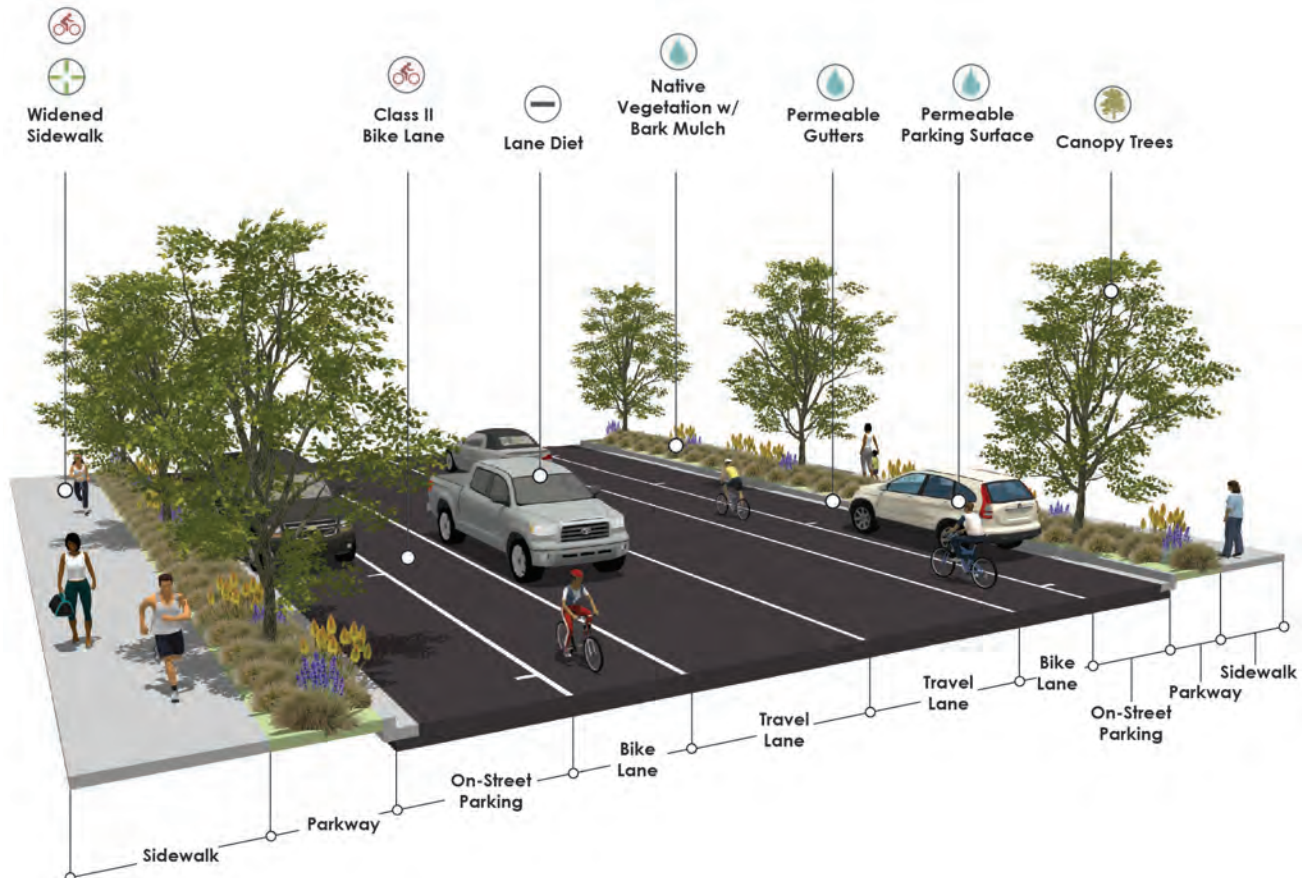 Widened
Sidewalk
Class II
Bike Lane
Lane Diet
Native
Vegetation w/
Bark Mulch
Permeable
Gutters
Permeable
Parking Surface
Canopy Trees
Sidewalk
Parkway
On-Street
Parking
Bike
Lane
Travel
Lane
Travel
Lane
Bike
Lane
On-Street
Parking
Parkway
Sidewalk